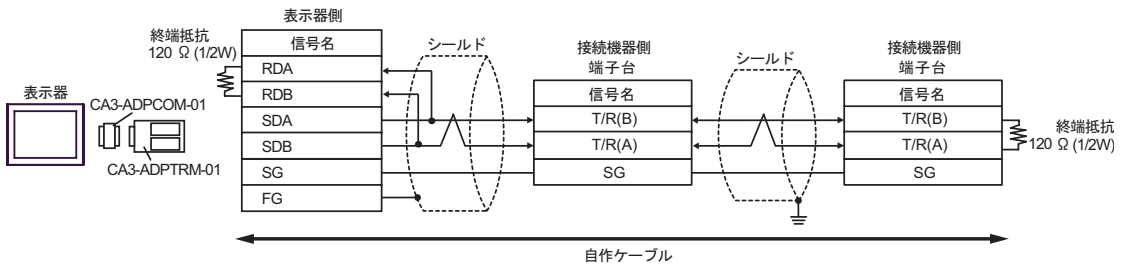 表示器
CA3-ADPCOM-01
CA3-ADPTRM-01
終端抵抗
120 Ω (1/2W)
表示器側
信号名
RDA
RDB
SDA
SDB
SG
FG
シールド
接続機器側
端子台
信号名
T/R(B)
T/R(A)
SG
シールド
接続機器側
端子台
信号名
T/R(B)
T/R(A)
SG
終端抵抗
120 Ω (1/2W)
自作ケーブル